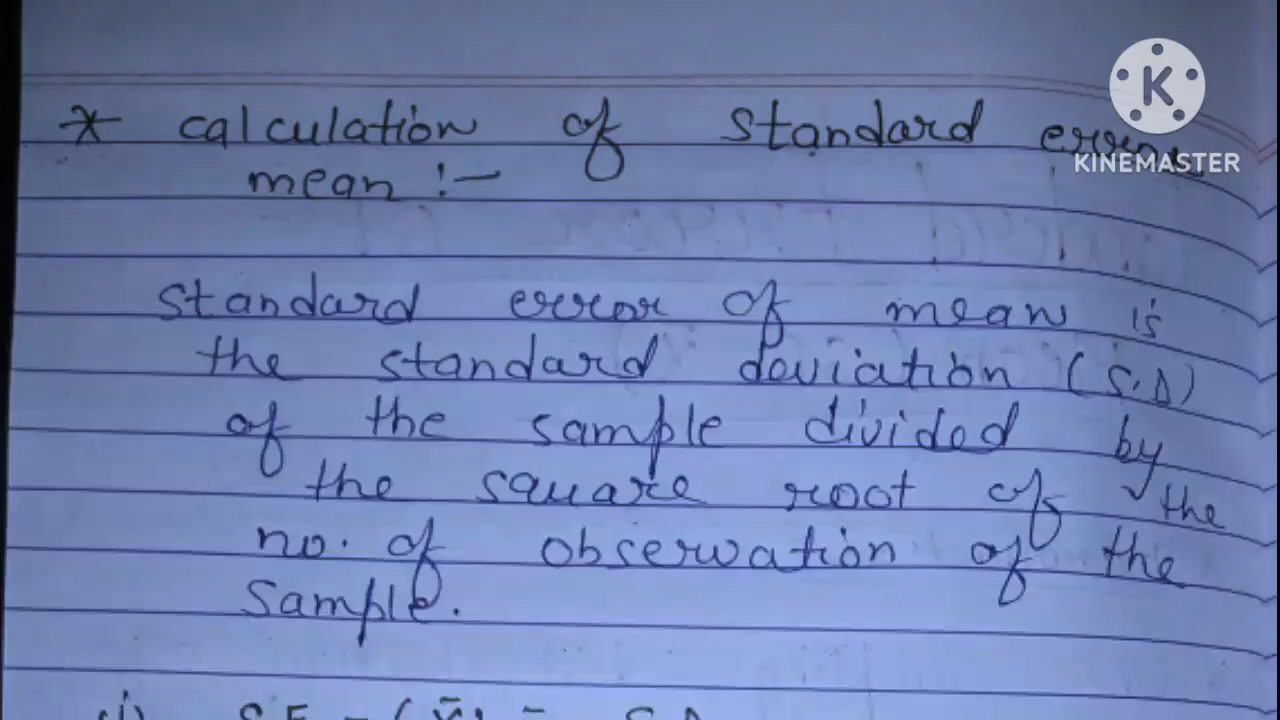 * calculation of standard error
mean :-
standard error of mean is
the standard deviation (S.D)
of the sample divided by
the square root of the
no. of observation of the
sample.
K
KINEMASTER